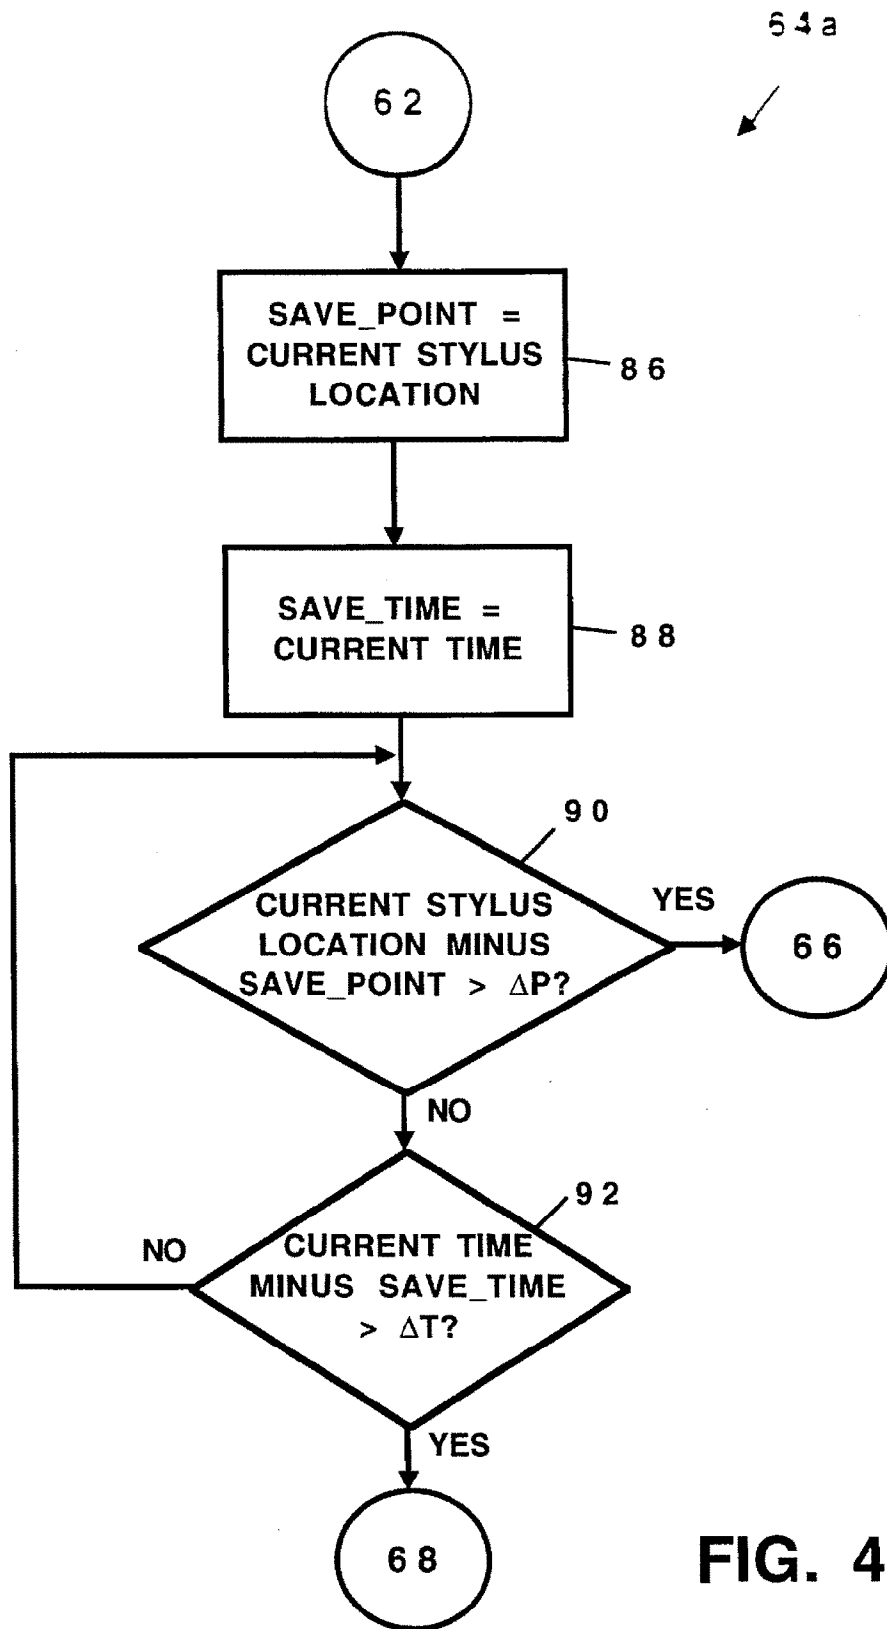 64a
62
SAVE_POINT =
CURRENT STYLUS
LOCATION
86
SAVE_TIME =
CURRENT TIME
88
90
CURRENT STYLUS
LOCATION MINUS
SAVE_POINT > ΔP?
YES
66
NO
92
CURRENT TIME
MINUS SAVE_TIME
> ΔT?
NO
YES
68
FIG. 4